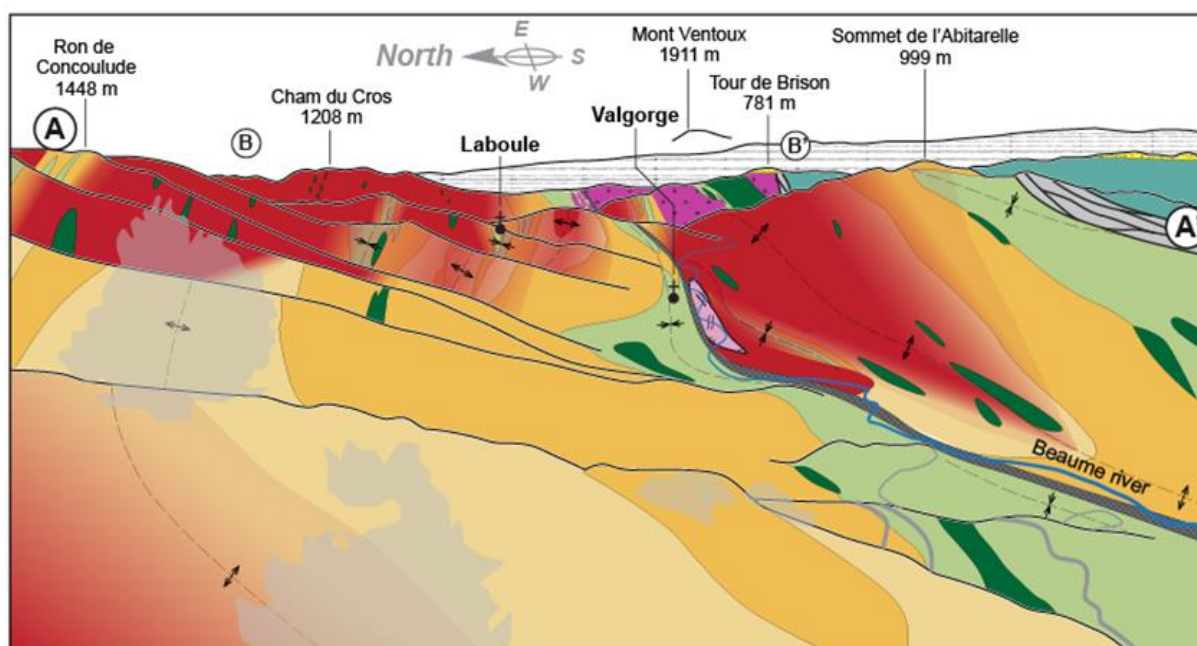 Ron de
Concoulude
1448 m
A
B
Cham du Cros
1208 m
North
E
S
W
Laboule
Valgorge
Mont Ventoux
1911 m
Tour de Brison
781 m
B'
Sommet de l'Abitarelle
999 m
A
Beaume river